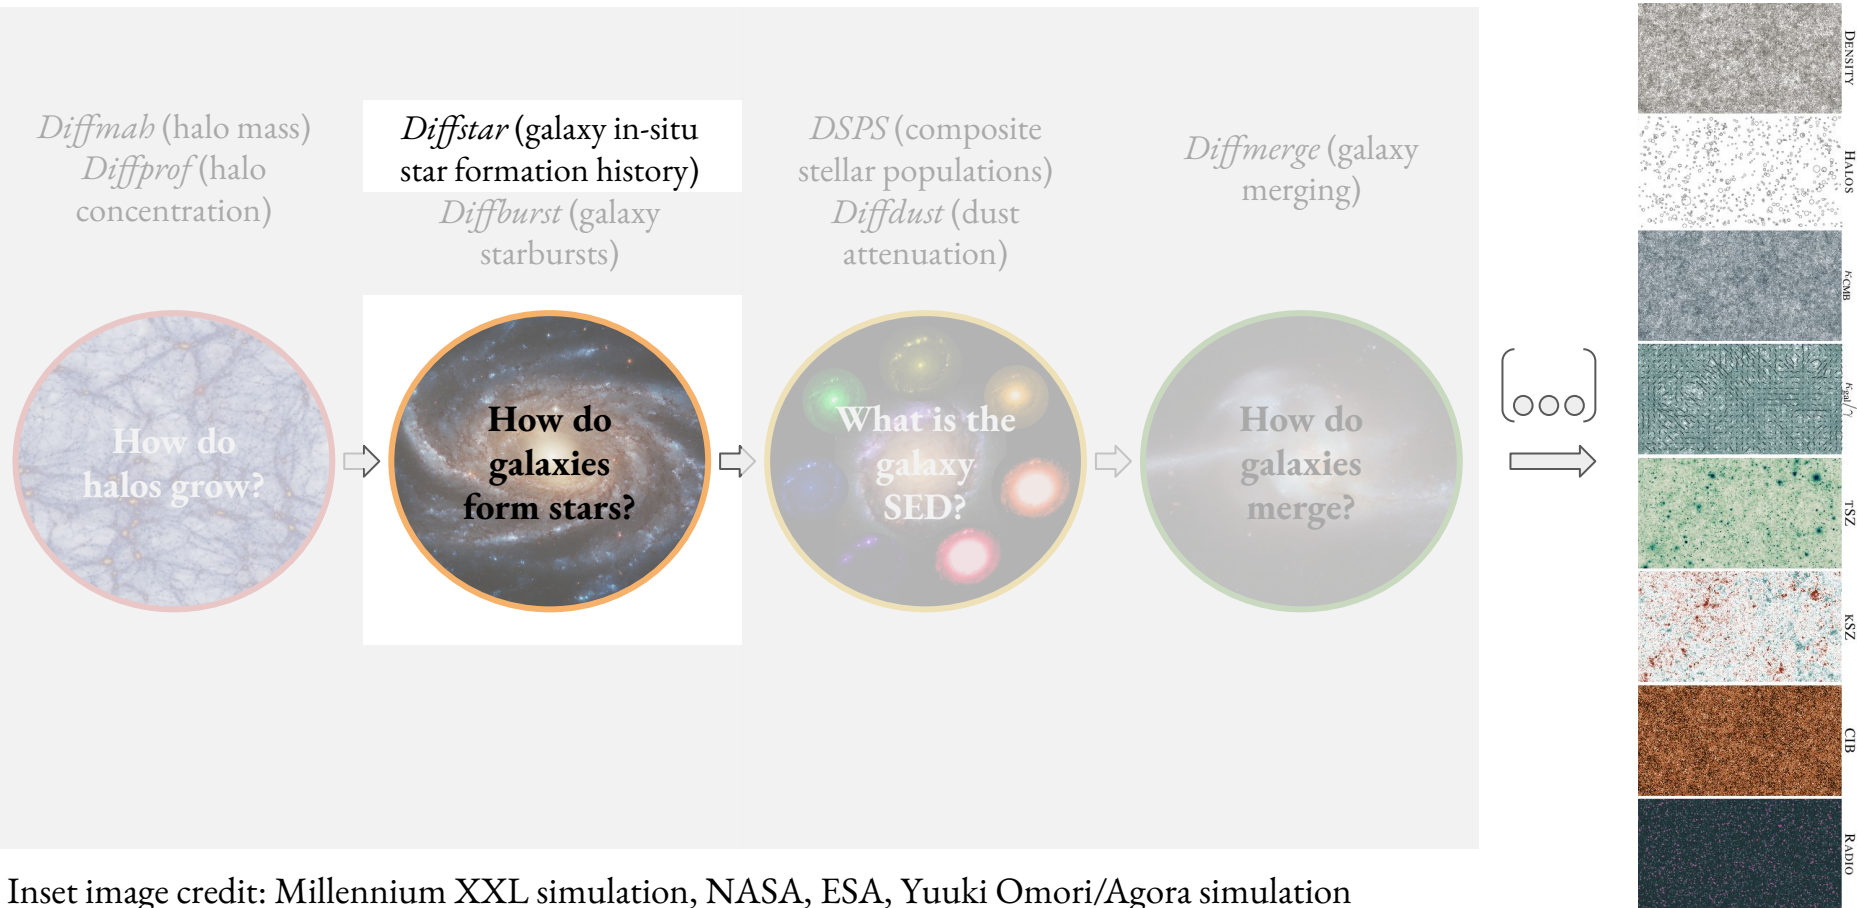 Diffmah (halo mass)
Diffprof (halo
concentration)
Diffstar (galaxy in-situ
star formation history)
Diffburst (galaxy
starbursts)
DSPS (composite
stellar populations)
Diffdust (dust
attenuation)
Diffmerge (galaxy
merging)
How do
halos grow?
How do
galaxies
form stars?
What is the
galaxy
SED?
How do
galaxies
merge?
DENSITY
HALOS
κCMB
κgal/γ
TSZ
KSZ
CIB
RADIO
Inset image credit: Millennium XXL simulation, NASA, ESA, Yuuki Omori/Agora simulation